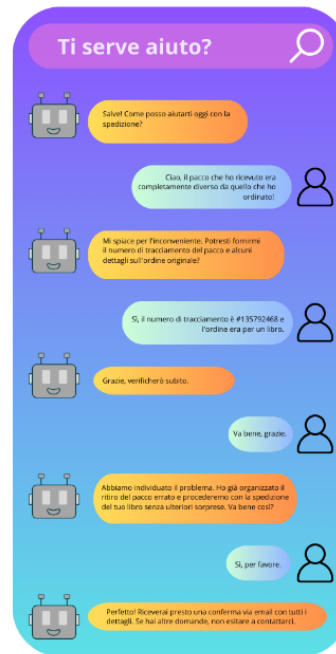 Ti serve aiuto?
Salve! Come posso aiutarti oggi con la
spedizione?
Ciao, il pacco che ho ricevuto era
completamente diverso da quello che ho
ordinato!
Mi spiace per l'inconveniente. Potresti fornirmi
il numero di tracciamento del pacco e alcuni
dettagli sull'ordine originale?
Sì, il numero di tracciamento è #135792468 e
l'ordine era per un libro.
Grazie, verificherò subito.
Va bene, grazie.
Abbiamo individuato il problema. Ho già organizzato il
ritiro del pacco errato e procederemo con la spedizione
del tuo libro senza ulteriori sorprese. Va bene così?
Sì, per favore.
Perfetto! Riceverai presto una conferma via email con tutti i
dettagli. Se hai altre domande, non esitare a contattarci.